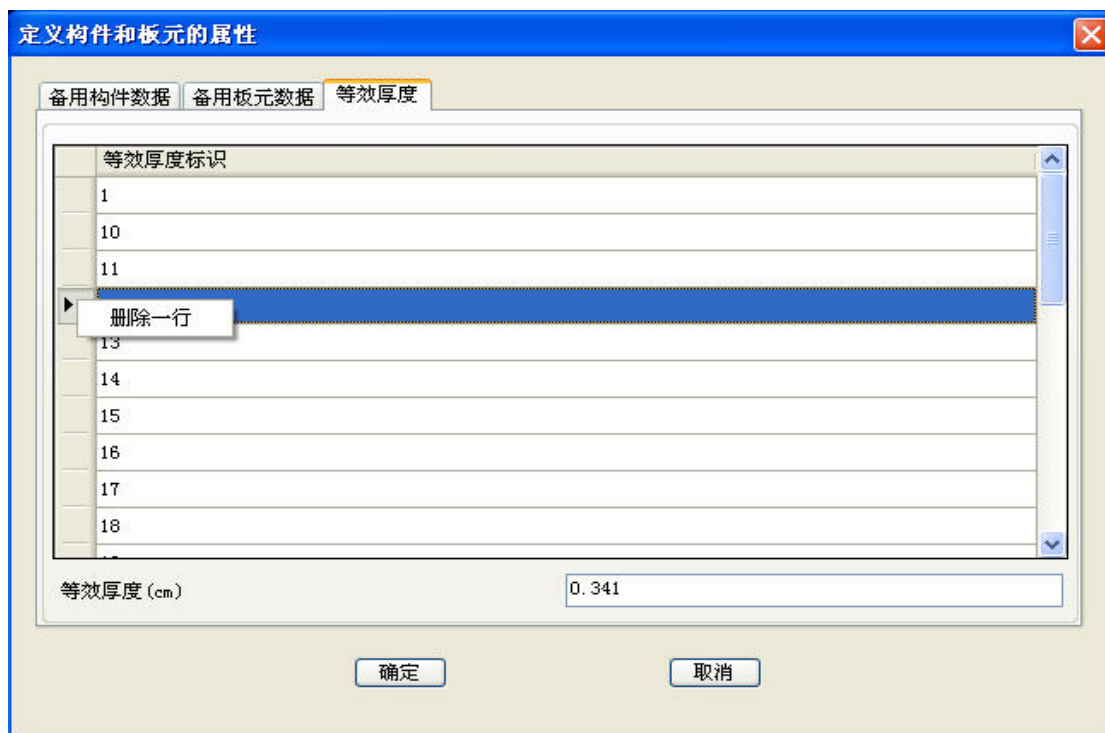 定义构件和板元的属性
备用构件数据 备用板元数据 等效厚度
等效厚度标识
1
10
11
删除一行
13
14
15
16
17
18
等效厚度(cm) 0.341
确定 取消